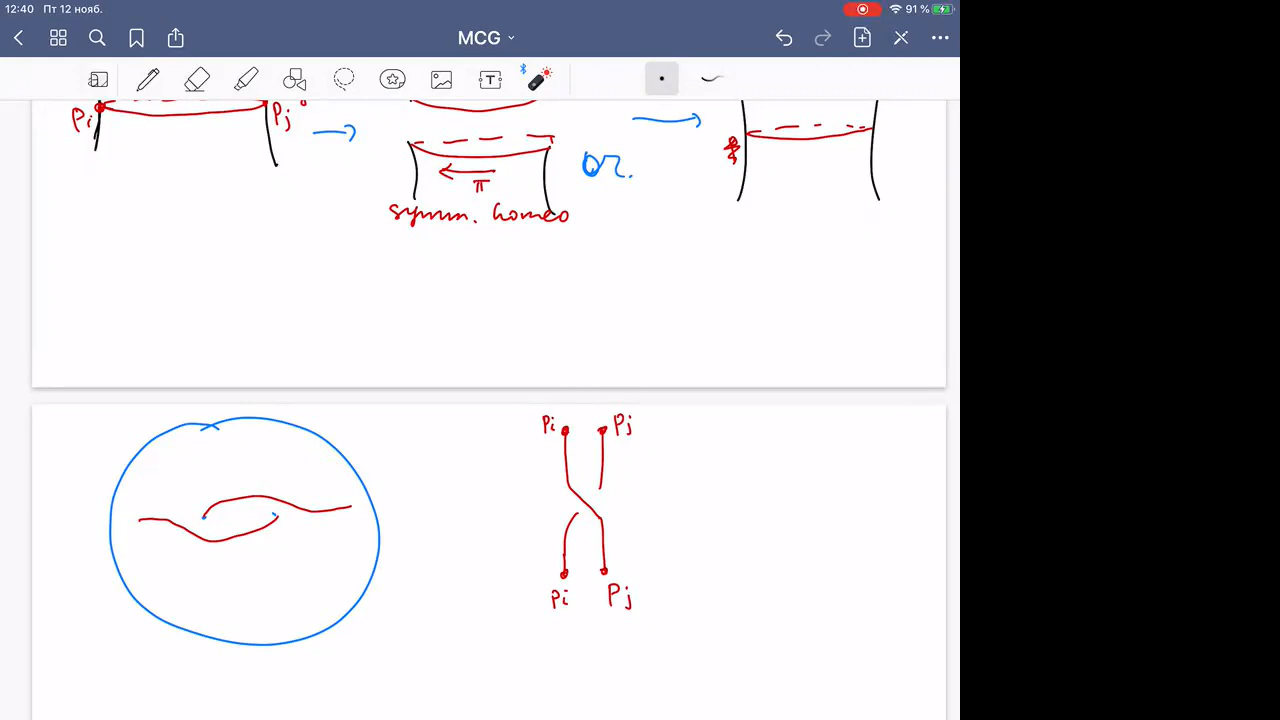 12:40 Пт 12 нояб.
91 %
MCG
T
Pi
Pj
π
symm. homeo
OR.
Pi
Pj
Pi
Pj